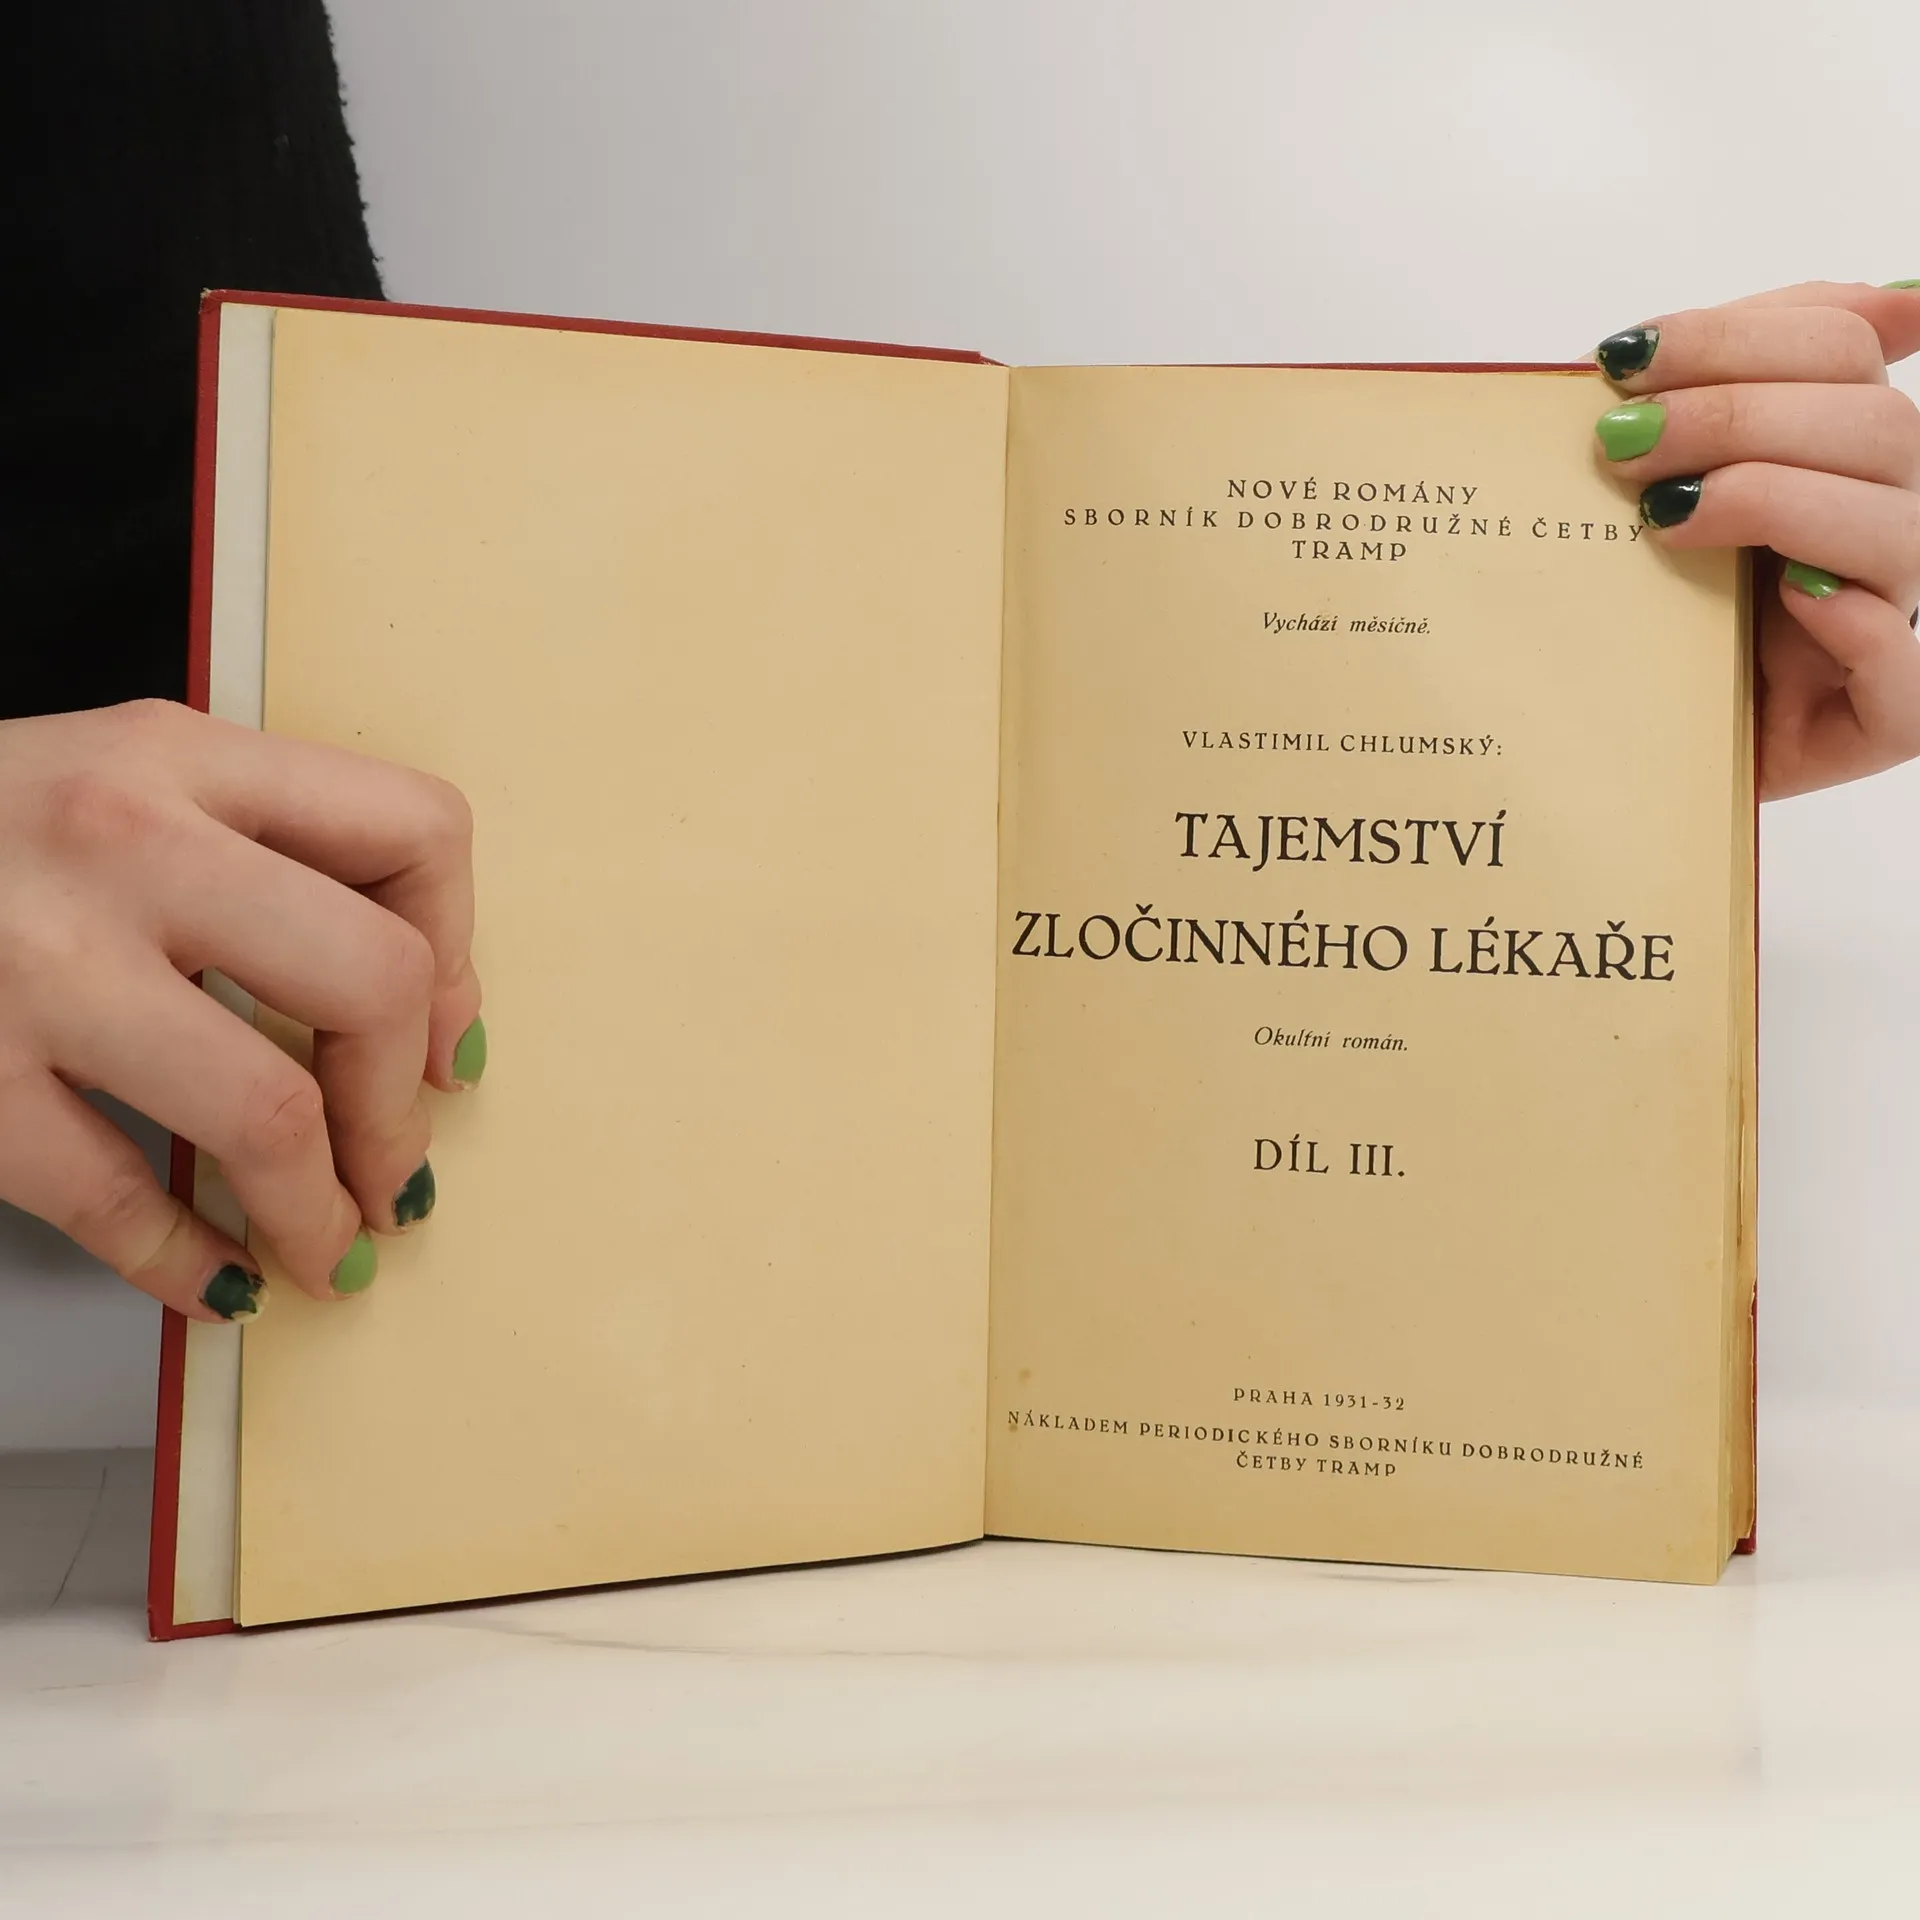 NOVÉ ROMÁNY
SBORNÍK DOBRODRUŽNÉ ČETBY
TRAMP
Vychází měsíčně.
VLASTIMIL CHLUMSKÝ:
TAJEMSTVÍ
ZLOČINNÉHO LÉKAŘE
Okultní román.
DÍL III.
PRAHA 1931-32
NÁKLADEM PERIODICKÉHO SBORNÍKU DOBRODRUŽNÉ
ČETBY TRAMP